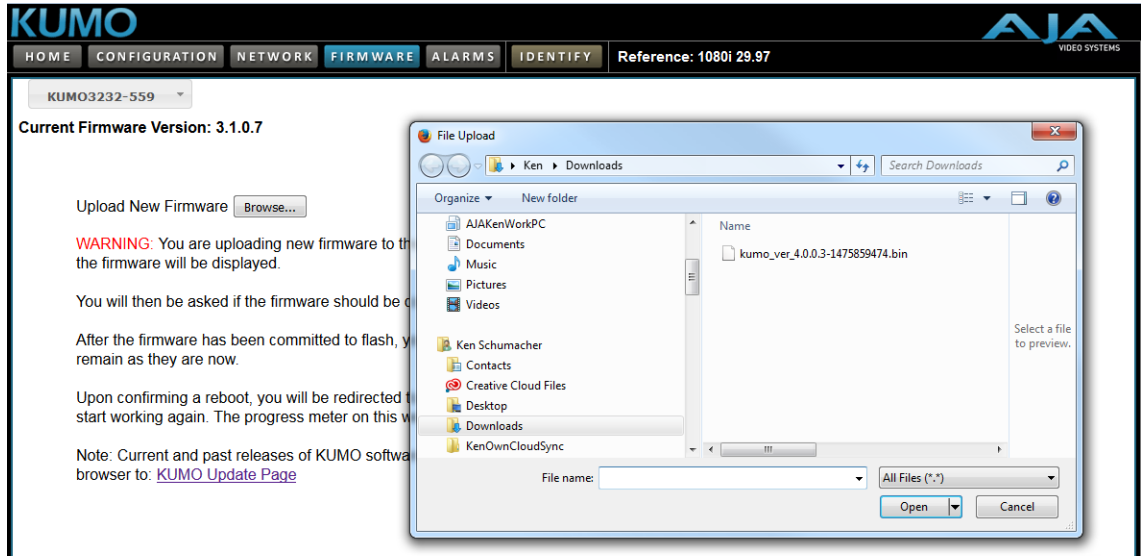 KUMO
AJA
VIDEO SYSTEMS
HOME CONFIGURATION NETWORK FIRMWARE ALARMS IDENTIFY Reference: 1080i 29.97
KUMO3232-559
Current Firmware Version: 3.1.0.7
Upload New Firmware Browse...
WARNING: You are uploading new firmware to th
the firmware will be displayed.
You will then be asked if the firmware should be
After the firmware has been committed to flash, y
remain as they are now.
Upon confirming a reboot, you will be redirected t
start working again. The progress meter on this w
Note: Current and past releases of KUMO softwa
browser to: KUMO Update Page
File Upload
Ken Downloads
Search Downloads
Organize New folder
AJAKenWorkPC
Documents
Music
Pictures
Videos
Ken Schumacher
Contacts
Creative Cloud Files
Desktop
Downloads
KenOwnCloudSync
Name
kumo_ver_4.0.0.3-1475859474.bin
Select a file
to preview.
File name:
All Files (*.*)
Open Cancel